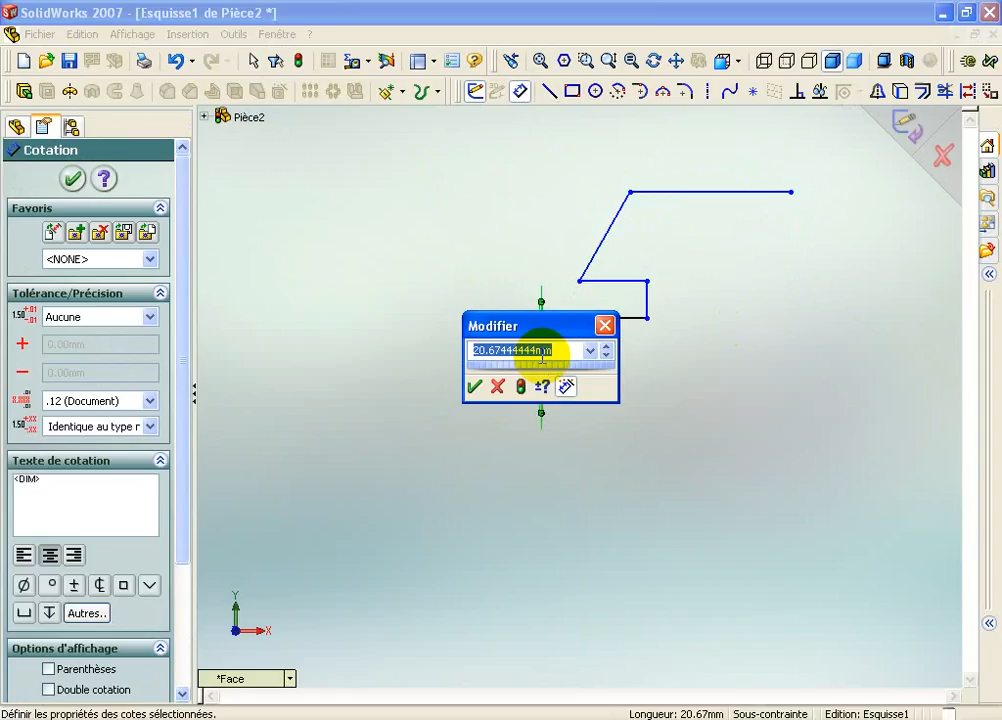 SolidWorks 2007 - [Esquisse1 de Pièce2 *]
Fichier Edition Affichage Insertion Outils Fenêtre ?
Pièce2
Cotation
Favoris
<NONE>
Tolérance/Précision
Aucune
0.00mm
0.00mm
.12 (Document)
Identique au type r
Texte de cotation
<DIM>
Autres..
Options d'affichage
Parenthèses
Double cotation
Modifier
20.67444444mm
Y
X
*Face
Définir les propriétés des cotes sélectionnées.
Longueur: 20.67mm Sous-contrainte Edition: Esquisse1